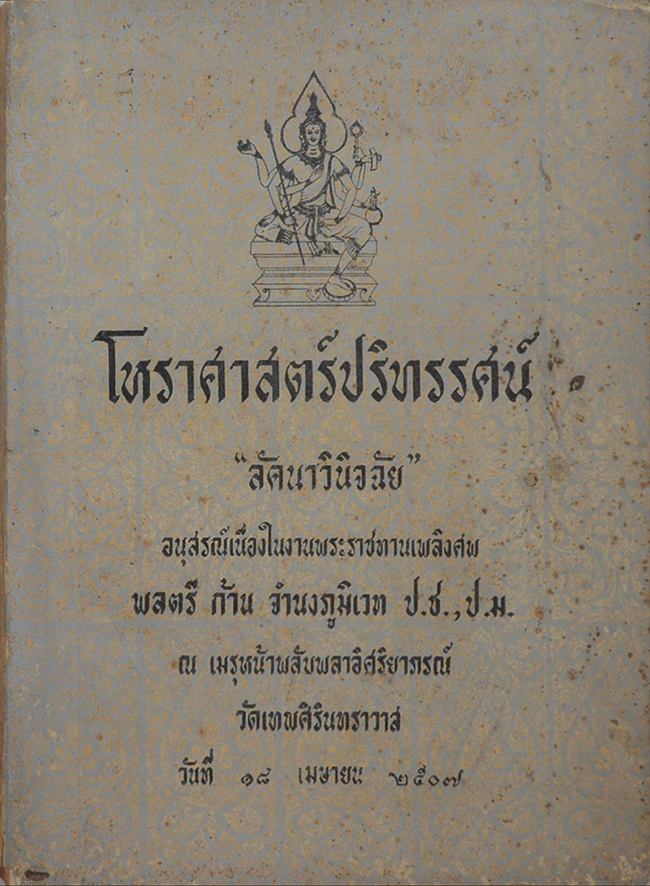 โหราศาสตร์ปริทรรศน์
“ลัคนาวินิจฉัย”
อนุสรณ์เนื่องในงานพระราชทานเพลิงศพ
พลตรี ก้าน จำนงภูมิเวท ป.ช., ป.ม.
ณ เมรุหน้าพลับพลาอิศริยาภรณ์
วัดเทพศิรินทราวาส
วันที่ ๑๘ เมษายน ๒๕๐๗